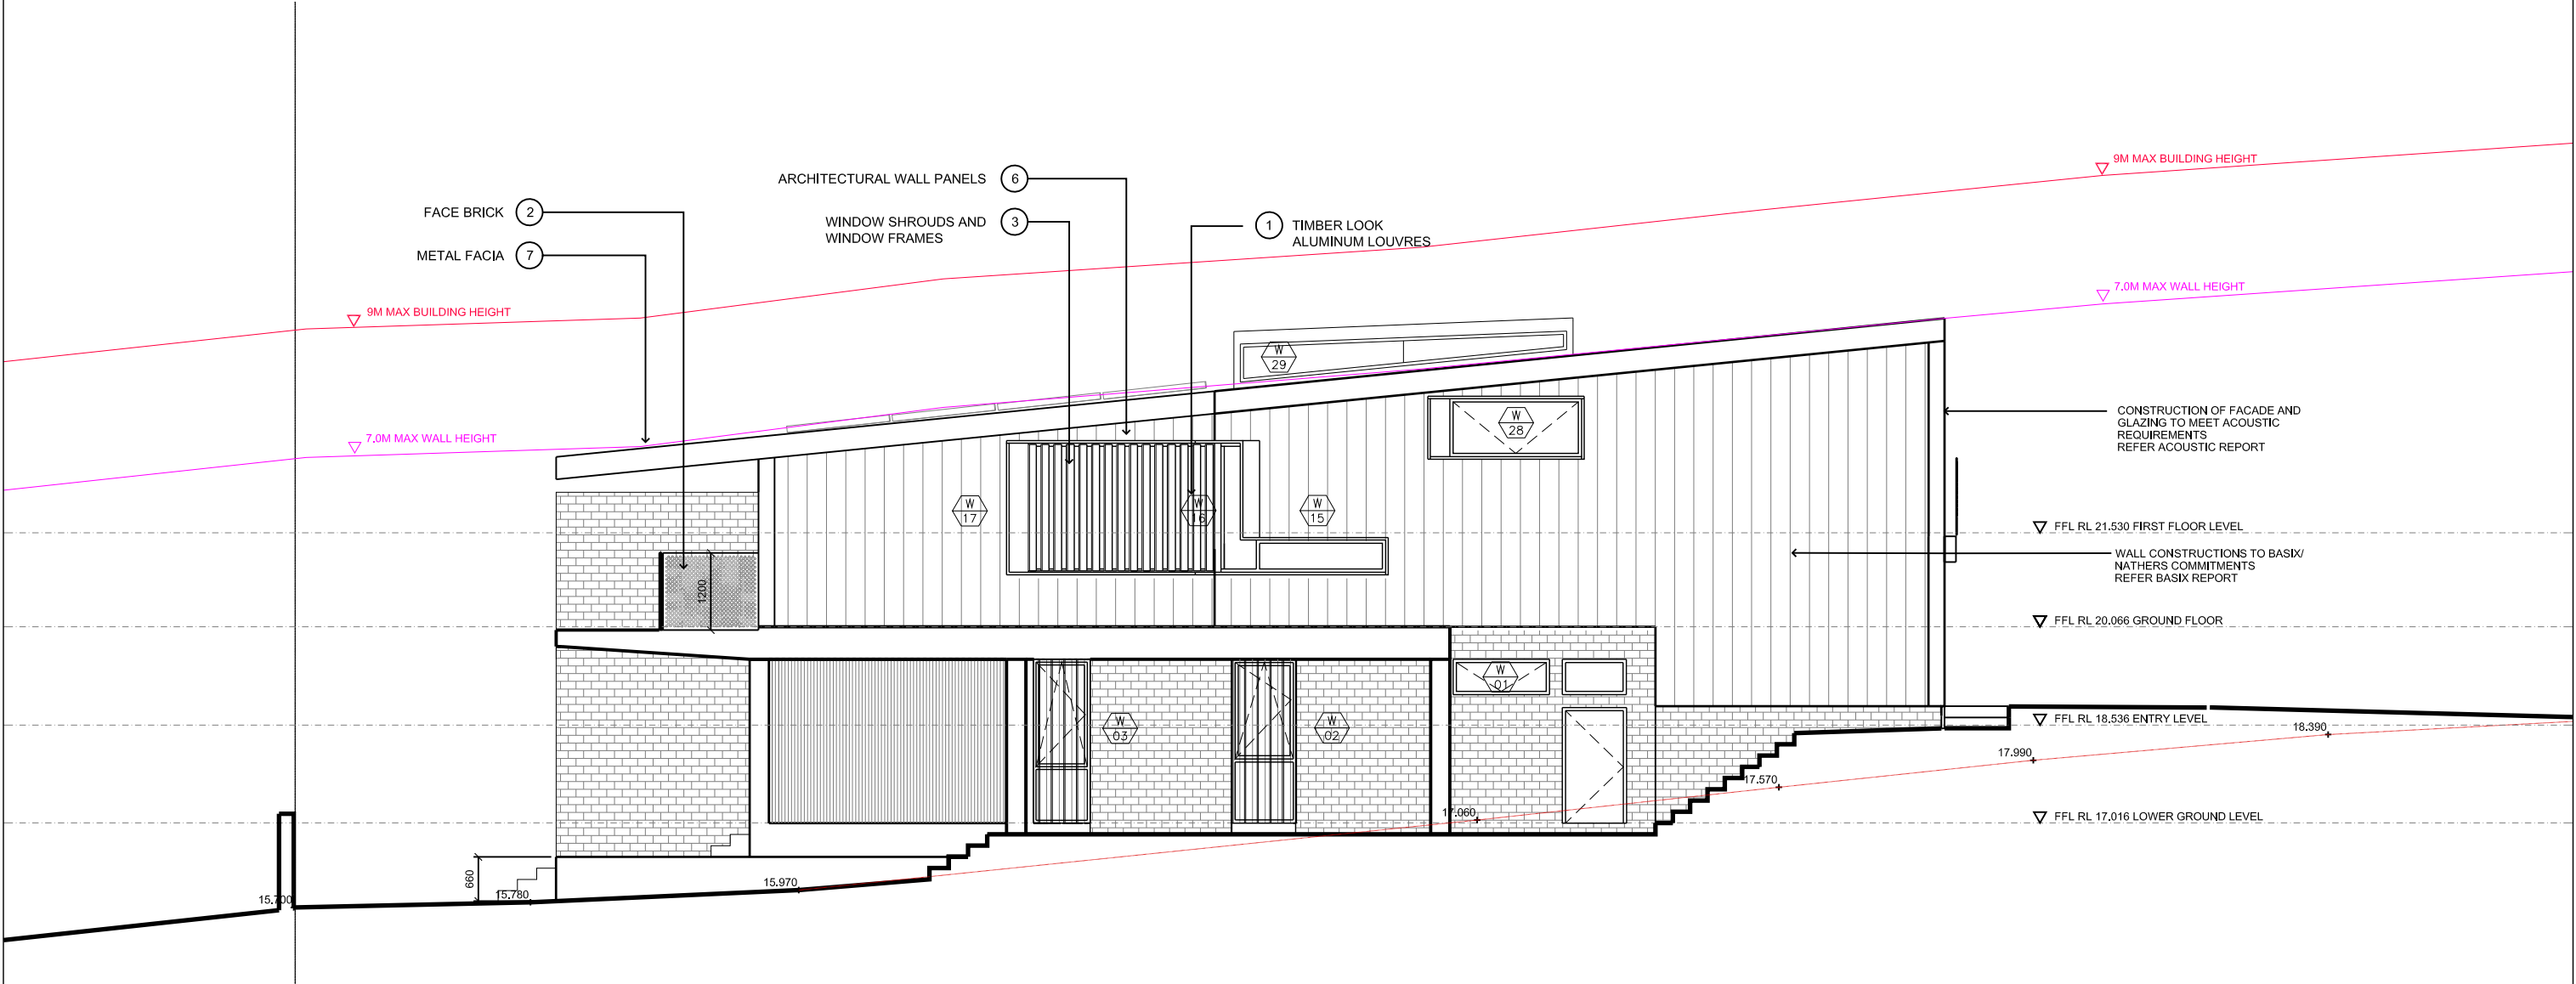 9M MAX BUILDING HEIGHT
ARCHITECTURAL WALL PANELS 6
FACE BRICK 2
WINDOW SHROUDS AND
WINDOW FRAMES
3
1 TIMBER LOOK
ALUMINUM LOUVRES
METAL FACIA 7
7.0M MAX WALL HEIGHT
9M MAX BUILDING HEIGHT
W
29
7.0M MAX WALL HEIGHT
W
28
CONSTRUCTION OF FACADE AND
GLAZING TO MEET ACOUSTIC
REQUIREMENTS
REFER ACOUSTIC REPORT
W
17
W
16
W
15
FFL RL 21.530 FIRST FLOOR LEVEL
WALL CONSTRUCTIONS TO BASIX/
NATHERS COMMITMENTS
REFER BASIX REPORT
1200
FFL RL 20.066 GROUND FLOOR
W
01
W
03
W
02
FFL RL 18.536 ENTRY LEVEL
18.390
17.990
17.570
17.060
FFL RL 17.016 LOWER GROUND LEVEL
660
15.970
15.780
15.700